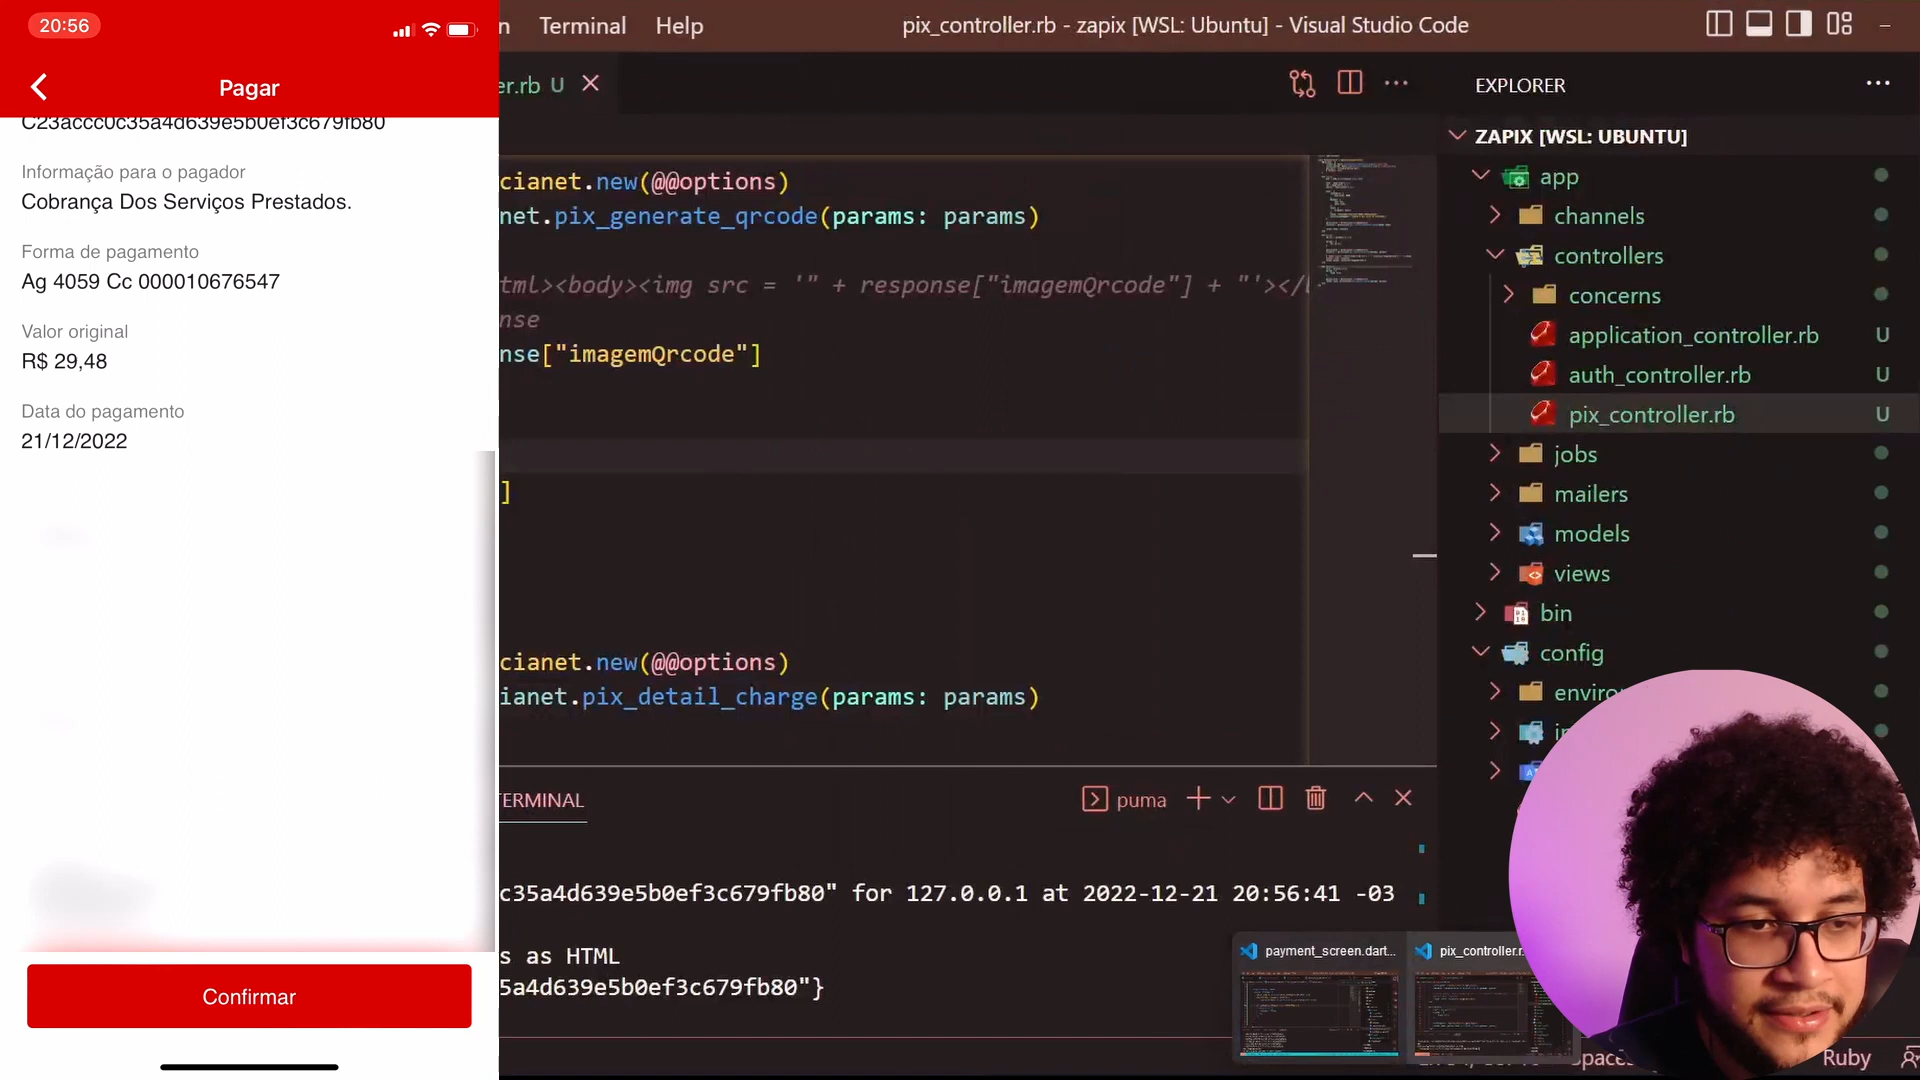 20:56
Pagar
C23accc0c35a4d639e5b0ef3c679fb80
Informação para o pagador
Cobrança Dos Serviços Prestados.
Forma de pagamento
Ag 4059 Cc 000010676547
Valor original
R$ 29,48
Data do pagamento
21/12/2022
Confirmar
n Terminal Help
pix_controller.rb - zapix [WSL: Ubuntu] - Visual Studio Code
er.rb U
cianet.new(@@options)
net.pix_generate_qrcode(params: params)
tml><body><img src = '" + response["imagemQrcode"] + "'></
nse
nse["imagemQrcode"]
]
cianet.new(@@options)
ianet.pix_detail_charge(params: params)
TERMINAL
puma
c35a4d639e5b0ef3c679fb80" for 127.0.0.1 at 2022-12-21 20:56:41 -03
s as HTML
5a4d639e5b0ef3c679fb80"}
EXPLORER
ZAPIX [WSL: UBUNTU]
app
channels
controllers
concerns
application_controller.rb U
auth_controller.rb U
pix_controller.rb U
jobs
mailers
models
views
bin
config
enviro
payment_screen.dart...
pix_controller.r
Ruby